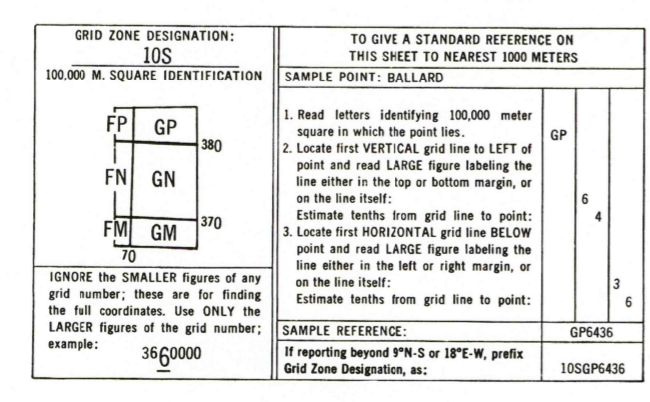 GRID ZONE DESIGNATION:
10S
100,000 M. SQUARE IDENTIFICATION
FP GP
380
FN GN
370
FM GM
70
IGNORE the SMALLER figures of any
grid number; these are for finding
the full coordinates. Use ONLY the
LARGER figures of the grid number;
example:
3660000
TO GIVE A STANDARD REFERENCE ON
THIS SHEET TO NEAREST 1000 METERS
SAMPLE POINT: BALLARD
1. Read letters identifying 100,000 meter
square in which the point lies.
GP
2. Locate first VERTICAL grid line to LEFT of
point and read LARGE figure labeling the
line either in the top or bottom margin, or
on the line itself:
6
Estimate tenths from grid line to point:
4
3. Locate first HORIZONTAL grid line BELOW
point and read LARGE figure labeling the
line either in the left or right margin, or
on the line itself:
3
Estimate tenths from grid line to point:
6
SAMPLE REFERENCE: GP6436
If reporting beyond 9°N-S or 18°E-W, prefix
Grid Zone Designation, as: 10SGP6436